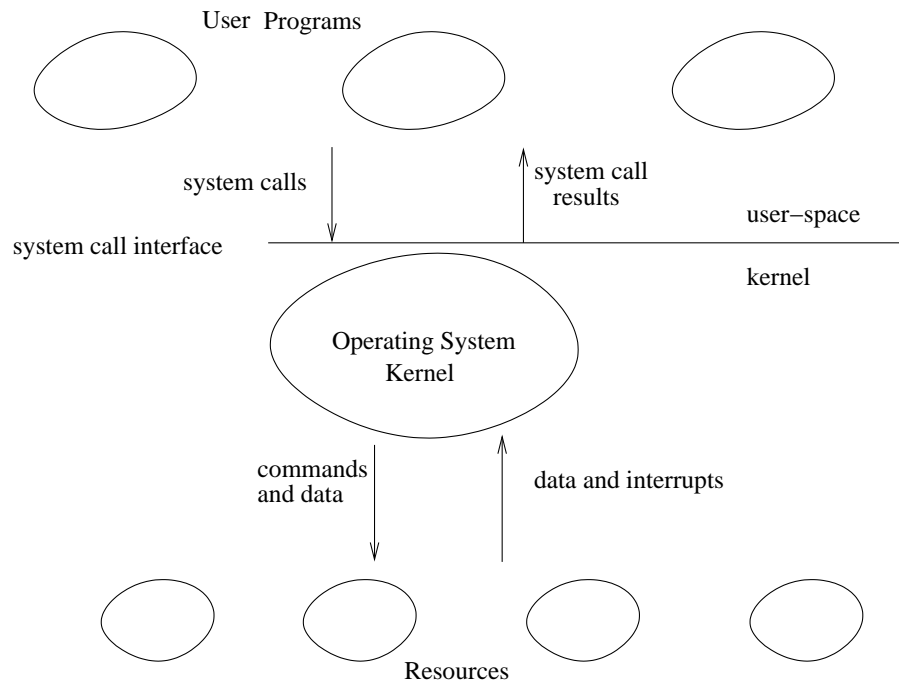 User Programs
system calls
system call
results
user−space
system call interface
kernel
Operating System
Kernel
commands
and data
data and interrupts
Resources